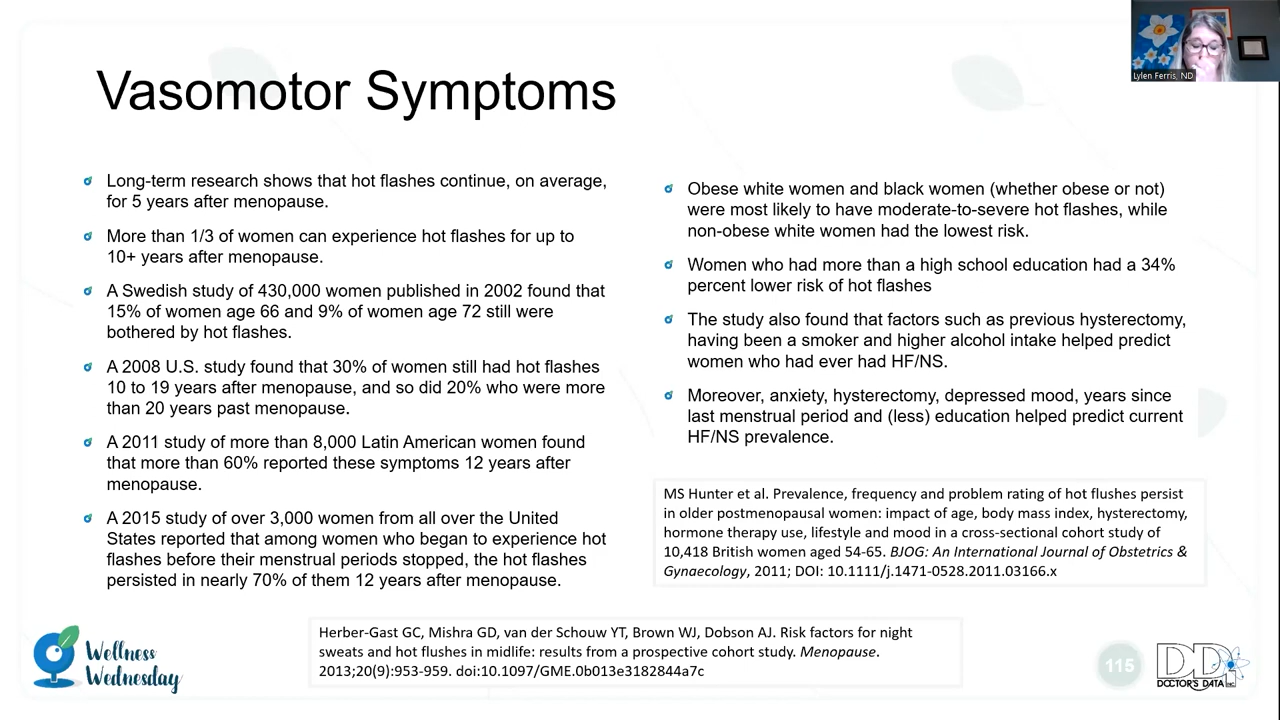 Lylen Ferris, ND
Vasomotor Symptoms
Long-term research shows that hot flashes continue, on average,
for 5 years after menopause.
More than 1/3 of women can experience hot flashes for up to
10+ years after menopause.
A Swedish study of 430,000 women published in 2002 found that
15% of women age 66 and 9% of women age 72 still were
bothered by hot flashes.
A 2008 U.S. study found that 30% of women still had hot flashes
10 to 19 years after menopause, and so did 20% who were more
than 20 years past menopause.
A 2011 study of more than 8,000 Latin American women found
that more than 60% reported these symptoms 12 years after
menopause.
A 2015 study of over 3,000 women from all over the United
States reported that among women who began to experience hot
flashes before their menstrual periods stopped, the hot flashes
persisted in nearly 70% of them 12 years after menopause.
Obese white women and black women (whether obese or not)
were most likely to have moderate-to-severe hot flashes, while
non-obese white women had the lowest risk.
Women who had more than a high school education had a 34%
percent lower risk of hot flashes
The study also found that factors such as previous hysterectomy,
having been a smoker and higher alcohol intake helped predict
women who had ever had HF/NS.
Moreover, anxiety, hysterectomy, depressed mood, years since
last menstrual period and (less) education helped predict current
HF/NS prevalence.
MS Hunter et al. Prevalence, frequency and problem rating of hot flushes persist
in older postmenopausal women: impact of age, body mass index, hysterectomy,
hormone therapy use, lifestyle and mood in a cross-sectional cohort study of
10,418 British women aged 54-65. BJOG: An International Journal of Obstetrics &
Gynaecology, 2011; DOI: 10.1111/j.1471-0528.2011.03166.x
Herber-Gast GC, Mishra GD, van der Schouw YT, Brown WJ, Dobson AJ. Risk factors for night
sweats and hot flushes in midlife: results from a prospective cohort study. Menopause.
2013;20(9):953-959. doi:10.1097/GME.0b013e3182844a7c
Wellness
Wednesday
115
DDI
DOCTOR'S DATA INC